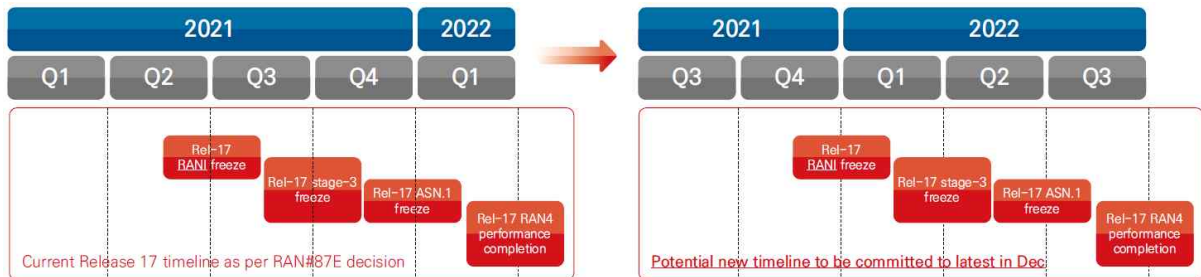 2021
2022
Q1
Q2
Q3
Q4
Q1
Rel-17
RANI freeze
Rel-17 stage-3
freeze
Rel-17 ASN.1
freeze
Rel-17 RAN4
performance
completion
Current Release 17 timeline as per RAN#87E decision
2021
2022
Q3
Q4
Q1
Q2
Q3
Rel-17
RANI freeze
Rel-17 stage-3
freeze
Rel-17 ASN.1
freeze
Rel-17 RAN4
performance
completion
Potential new timeline to be committed to latest in Dec